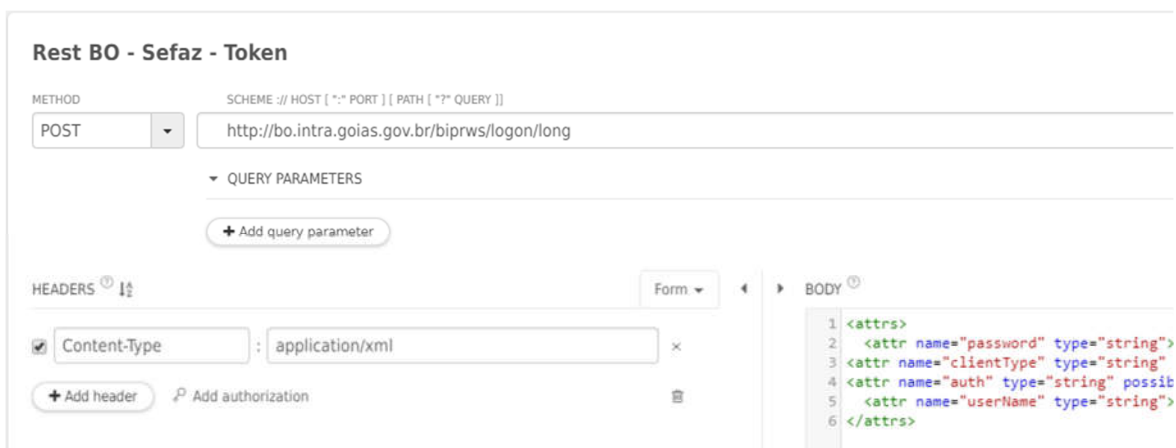 Rest BO - Sefaz - Token
METHOD
SCHEME :// HOST [ ":" PORT ] [ PATH [ "?" QUERY ]]
POST
http://bo.intra.goias.gov.br/biprws/logon/long
QUERY PARAMETERS
+ Add query parameter
HEADERS ?
Form
BODY ?
Content-Type : application/xml ×
+ Add header
Add authorization
1 <attrs>
2 <attr name="password" type="string">
3 <attr name="clientType" type="string"
4 <attr name="auth" type="string" possib
5 <attr name="userName" type="string">
6 </attrs>